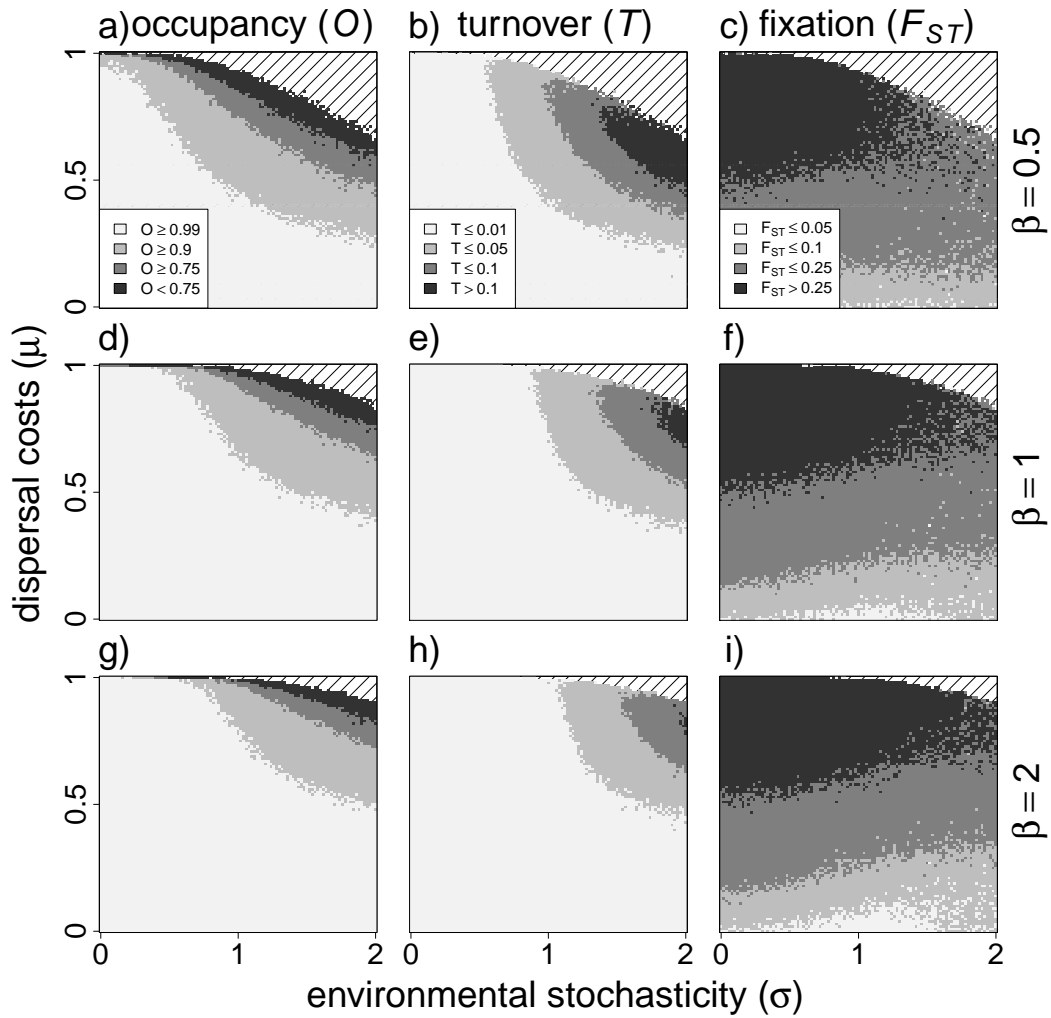 a) occupancy (O)
b) turnover (T)
c) fixation (F_ST)
1
0.5
0
O ≥ 0.99
O ≥ 0.9
O ≥ 0.75
O < 0.75
T ≤ 0.01
T ≤ 0.05
T ≤ 0.1
T > 0.1
F_ST ≤ 0.05
F_ST ≤ 0.1
F_ST ≤ 0.25
F_ST > 0.25
β = 0.5
dispersal costs (μ)
d)
e)
f)
1
0.5
0
β = 1
g)
h)
i)
1
0.5
0
β = 2
0 1 2
0 1 2
0 1 2
environmental stochasticity (σ)